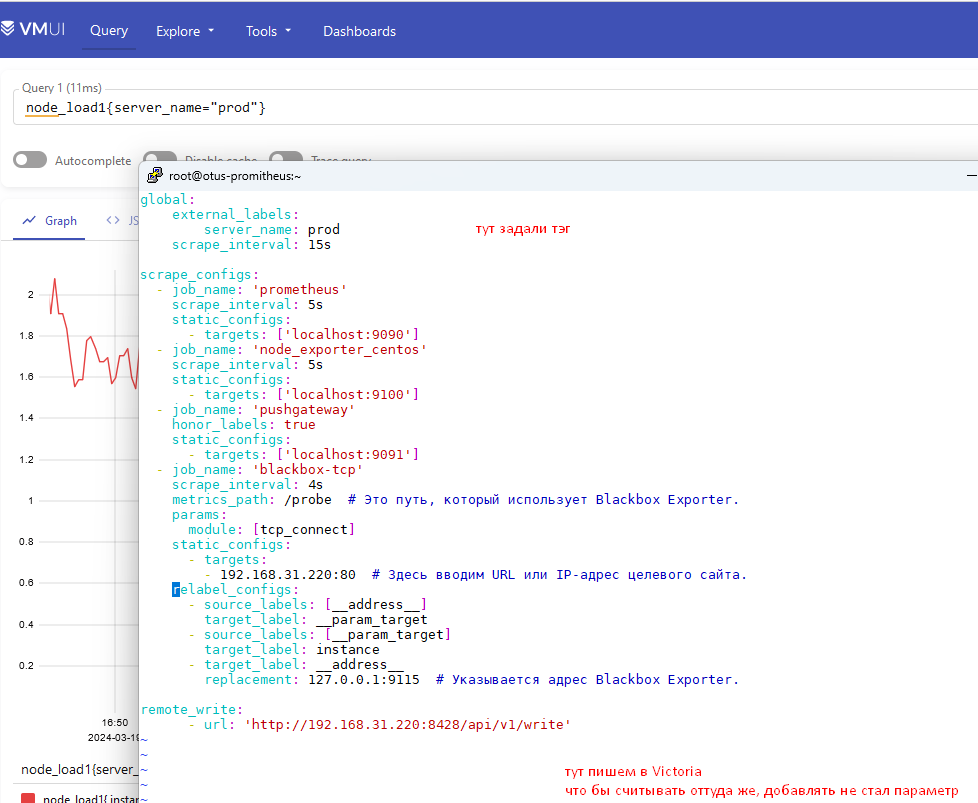 VMUI Query Explore Tools Dashboards
Query 1 (11ms)
node_load1{server_name="prod"}
Autocomplete Disable cache Trace query
root@otus-promitheus:~
Graph
<> JS
global:
external_labels:
server_name: prod
тут задали тэг
scrape_interval: 15s
scrape_configs:
- job_name: 'prometheus'
scrape_interval: 5s
static_configs:
- targets: ['localhost:9090']
- job_name: 'node_exporter_centos'
scrape_interval: 5s
static_configs:
- targets: ['localhost:9100']
- job_name: 'pushgateway'
honor_labels: true
static_configs:
- targets: ['localhost:9091']
- job_name: 'blackbox-tcp'
scrape_interval: 4s
metrics_path: /probe # Это путь, который использует Blackbox Exporter.
params:
module: [tcp_connect]
static_configs:
- targets:
- 192.168.31.220:80 # Здесь вводим URL или IP-адрес целевого сайта.
relabel_configs:
- source_labels: [__address__]
target_label: __param_target
- source_labels: [__param_target]
target_label: instance
- target_label: __address__
replacement: 127.0.0.1:9115 # Указывается адрес Blackbox Exporter.
remote_write:
- url: 'http://192.168.31.220:8428/api/v1/write'
~
~
~
~
~
тут пишем в Victoria
что бы считывать оттуда же, добавлять не стал параметр
2
1.8
1.6
1.4
1.2
1
0.8
0.6
0.4
0.2
16:50
2024-03-19
node_load1{server_
node_load1{instan